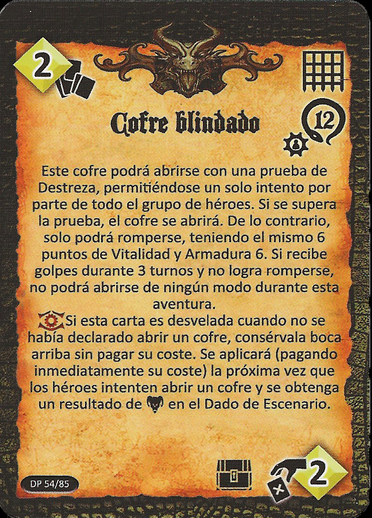 2
12
Cofre blindado
Este cofre podrá abrirse con una prueba de
Destreza, permitiéndose un solo intento por
parte de todo el grupo de héroes. Si se supera
la prueba, el cofre se abrirá. De lo contrario,
solo podrá romperse, teniendo el mismo 6
puntos de Vitalidad y Armadura 6. Si recibe
golpes durante 3 turnos y no logra romperse,
no podrá abrirse de ningún modo durante esta
aventura.
Si esta carta es desvelada cuando no se
había declarado abrir un cofre, consérvala boca
arriba sin pagar su coste. Se aplicará (pagando
inmediatamente su coste) la próxima vez que
los héroes intenten abrir un cofre y se obtenga
un resultado de en el Dado de Escenario.
DP 54/85
2